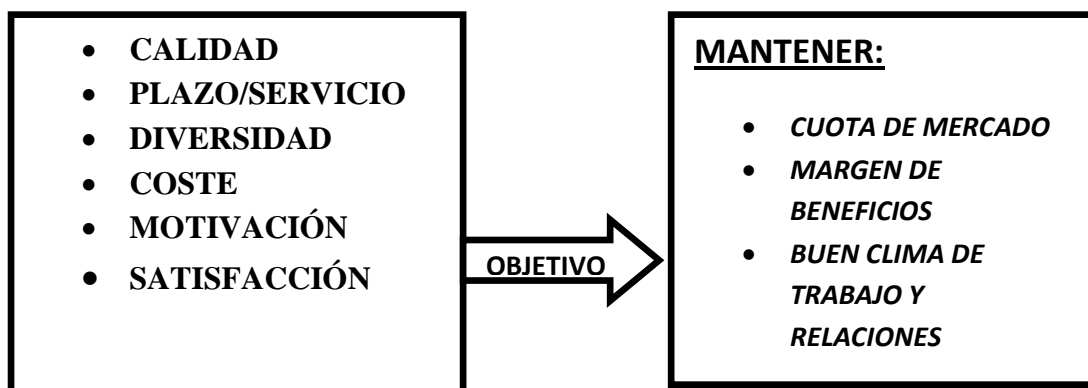 • CALIDAD
• PLAZO/SERVICIO
• DIVERSIDAD
• COSTE
• MOTIVACIÓN
• SATISFACCIÓN
OBJETIVO
MANTENER:
• CUOTA DE MERCADO
• MARGEN DE
BENEFICIOS
• BUEN CLIMA DE
TRABAJO Y
RELACIONES